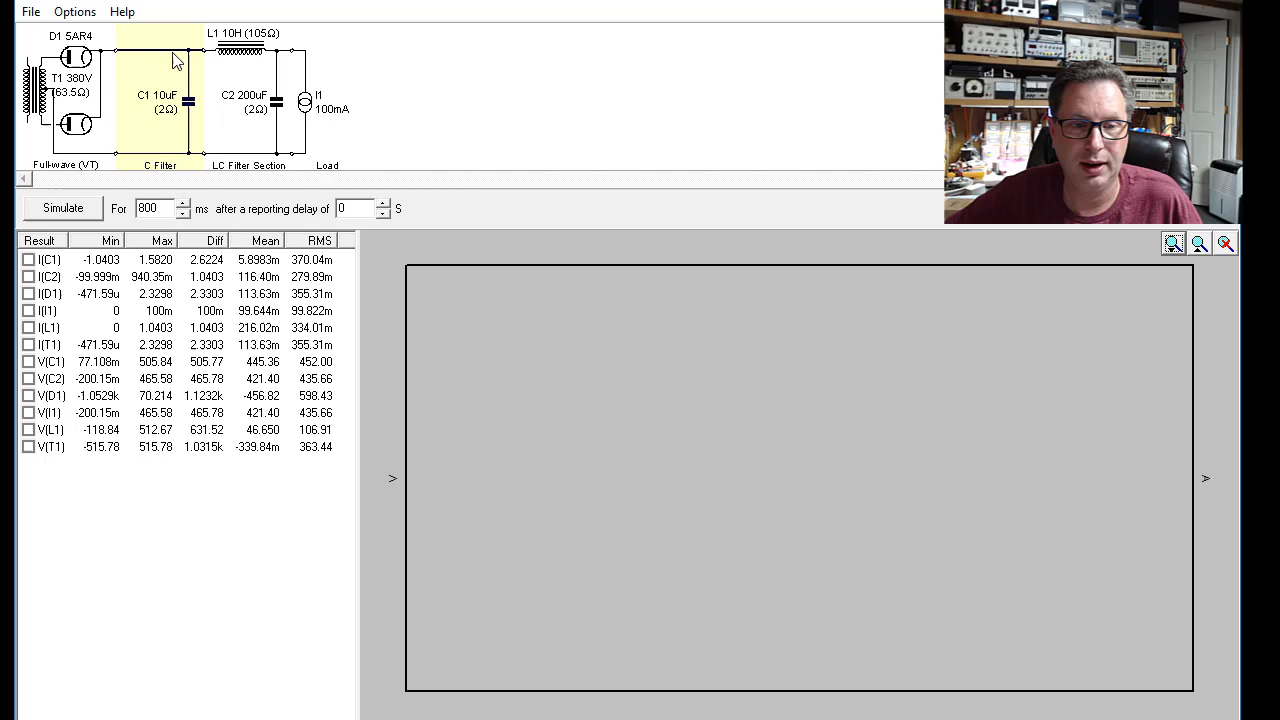 File Options Help
D1 5AR4
L1 10H (105Ω)
T1 380V
(63.5Ω)
C1 10uF
(2Ω)
C2 200uF
(2Ω)
I1
100mA
Full-wave (VT) C Filter LC Filter Section Load
Simulate For 800 ms after a reporting delay of 0 S
Result Min Max Diff Mean RMS
I(C1) -1.0403 1.5820 2.6224 5.8983m 370.04m
I(C2) -99.999m 940.35m 1.0403 116.40m 279.89m
I(D1) -471.59u 2.3298 2.3303 113.63m 355.31m
I(I1) 0 100m 100m 99.644m 99.822m
I(L1) 0 1.0403 1.0403 216.02m 334.01m
I(T1) -471.59u 2.3298 2.3303 113.63m 355.31m
V(C1) 77.108m 505.84 505.77 445.36 452.00
V(C2) -200.15m 465.58 465.78 421.40 435.66
V(D1) -1.0529k 70.214 1.1232k -456.82 598.43
V(I1) -200.15m 465.58 465.78 421.40 435.66
V(L1) -118.84 512.67 631.52 46.650 106.91
V(T1) -515.78 515.78 1.0315k -339.84m 363.44
> >